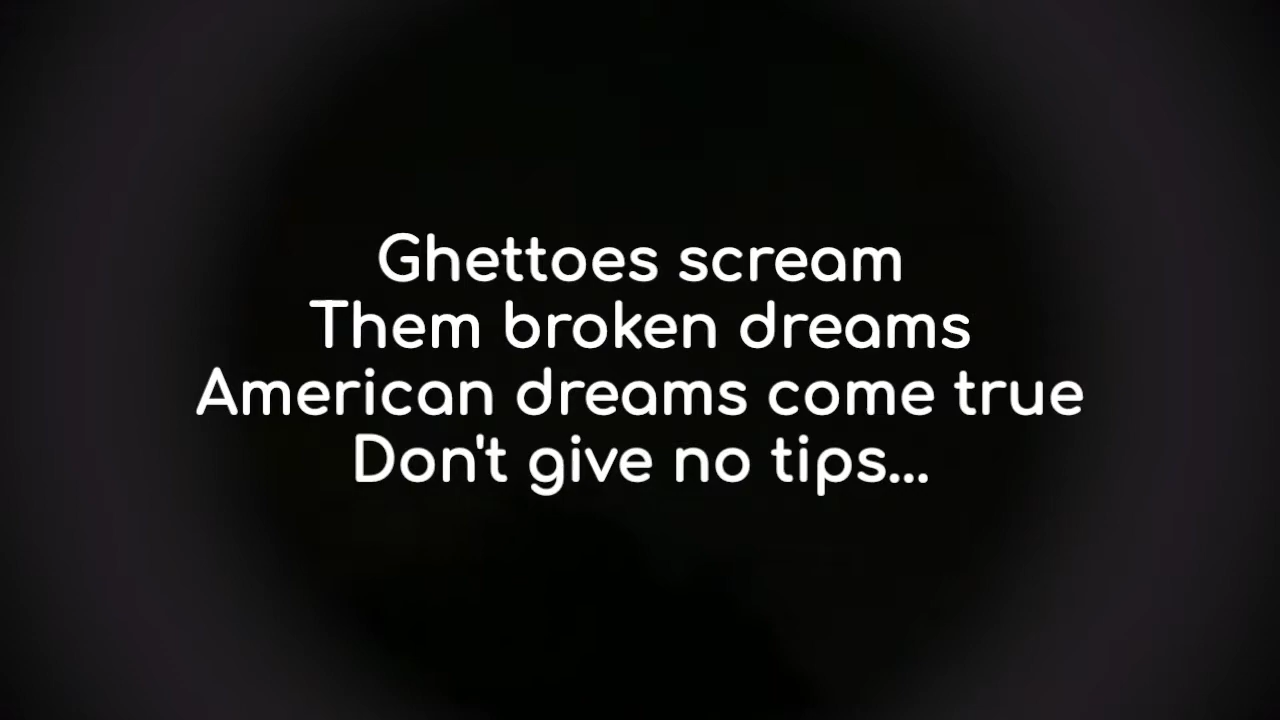 Ghettoes scream
Them broken dreams
American dreams come true
Don't give no tips...